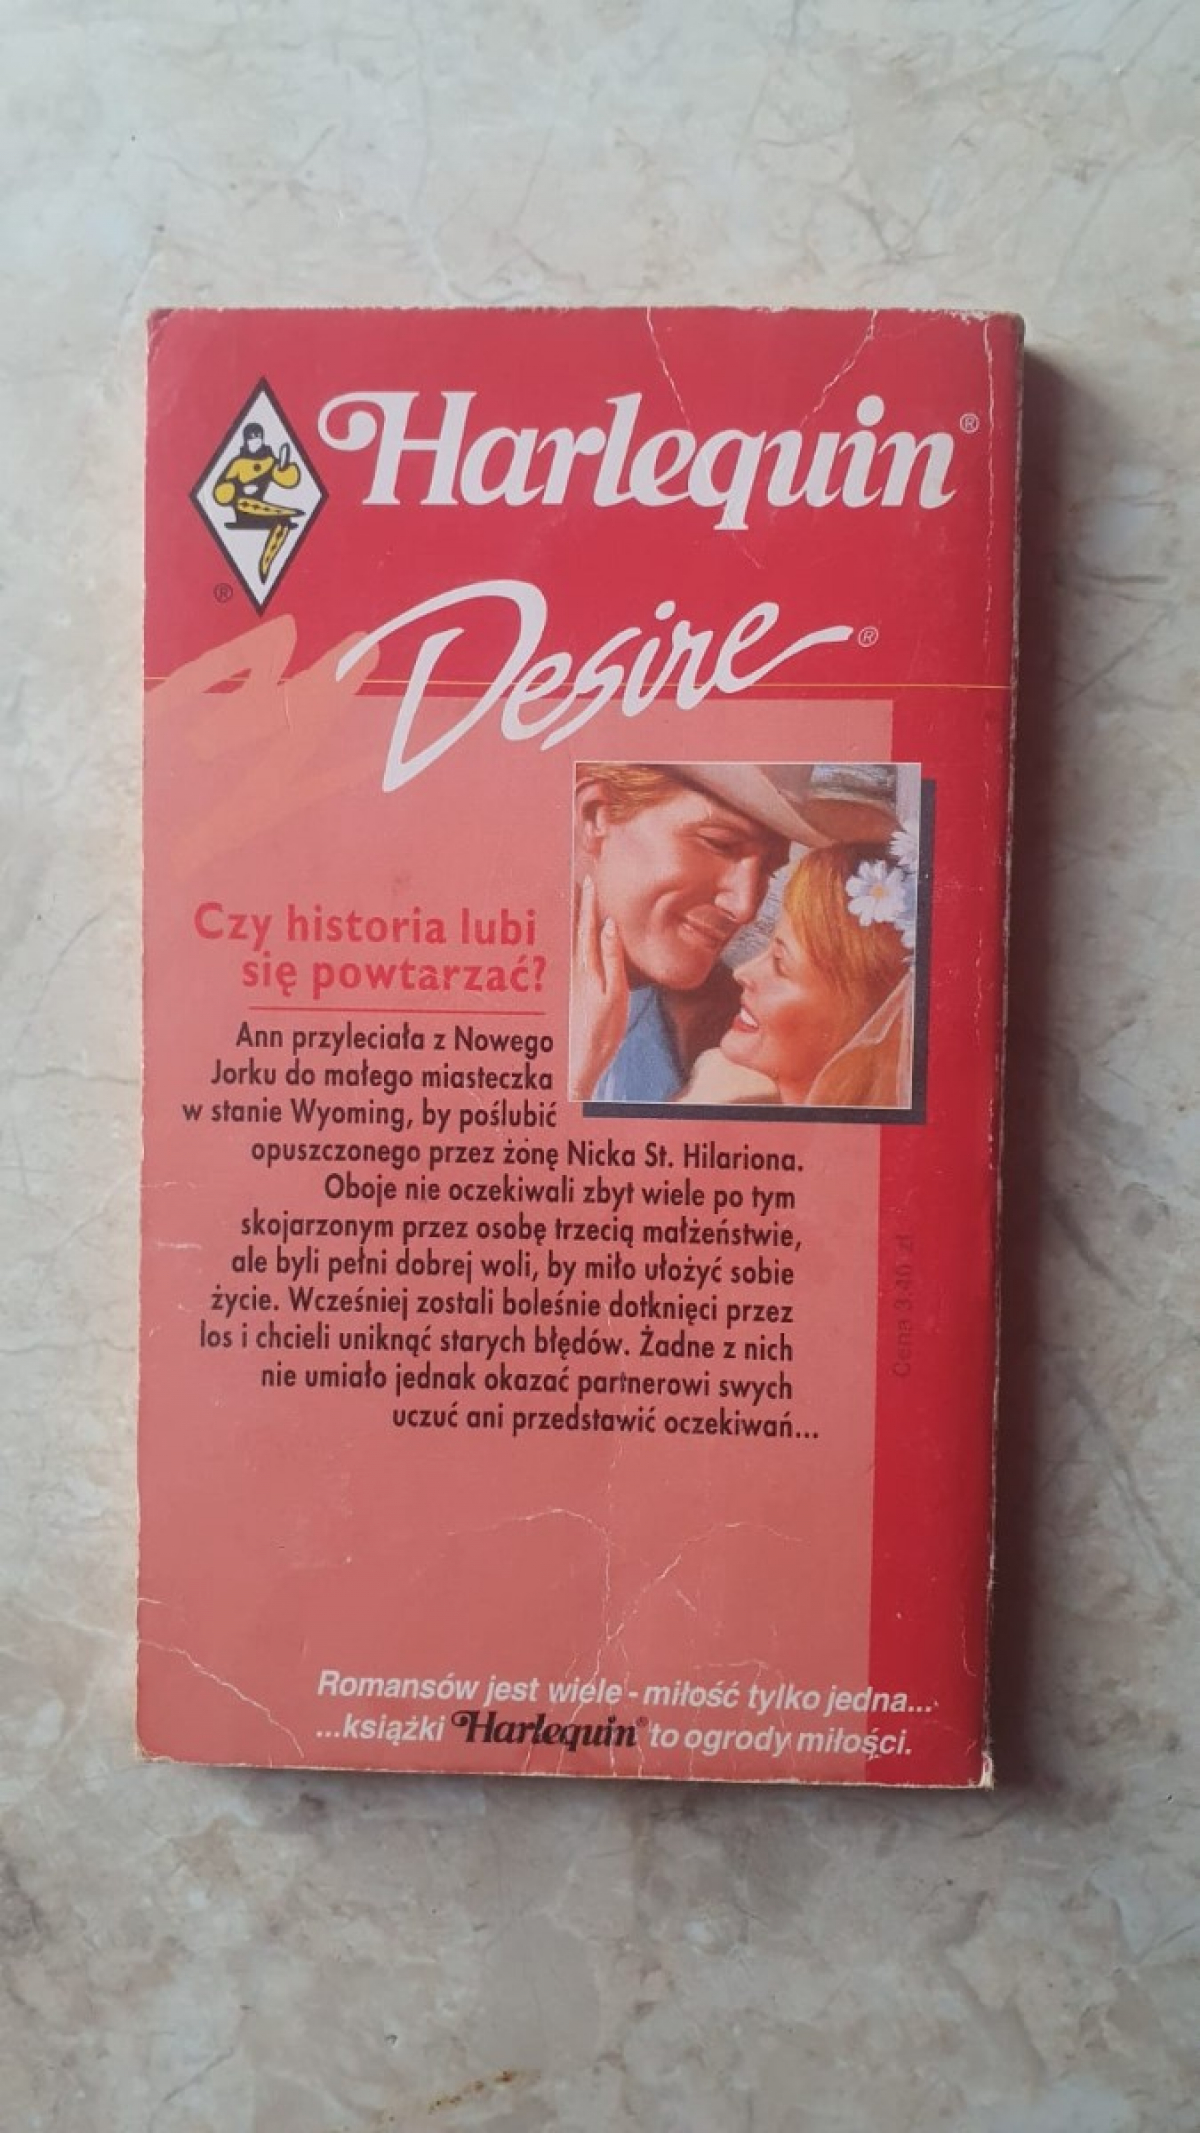 Harlequin®
®
Desire®
Czy historia lubi
się powtarzać?
Ann przyleciała z Nowego
Jorku do małego miasteczka
w stanie Wyoming, by poślubić
opuszczonego przez żonę Nicka St. Hilariona.
Oboje nie oczekiwali zbyt wiele po tym
skojarzonym przez osobę trzecią małżeństwie,
ale byli pełni dobrej woli, by miło ułożyć sobie
życie. Wcześniej zostali boleśnie dotknięci przez
los i chcieli uniknąć starych błędów. Żadne z nich
nie umiało jednak okazać partnerowi swych
uczuć ani przedstawić oczekiwań...
Cena 3,40 zł
Romansów jest wiele - miłość tylko jedna...
...książki Harlequin® to ogrody miłości.